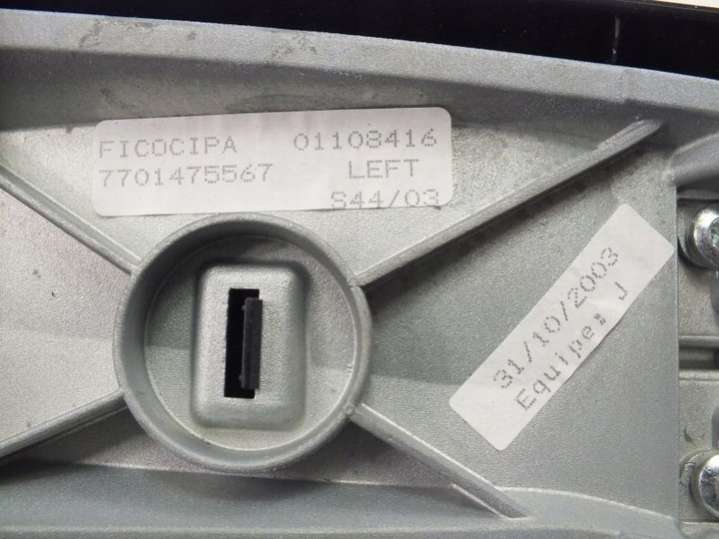 FICOCIPA 01108416
7701475567 LEFT
S44/03
31/10/2003
Equipe: J